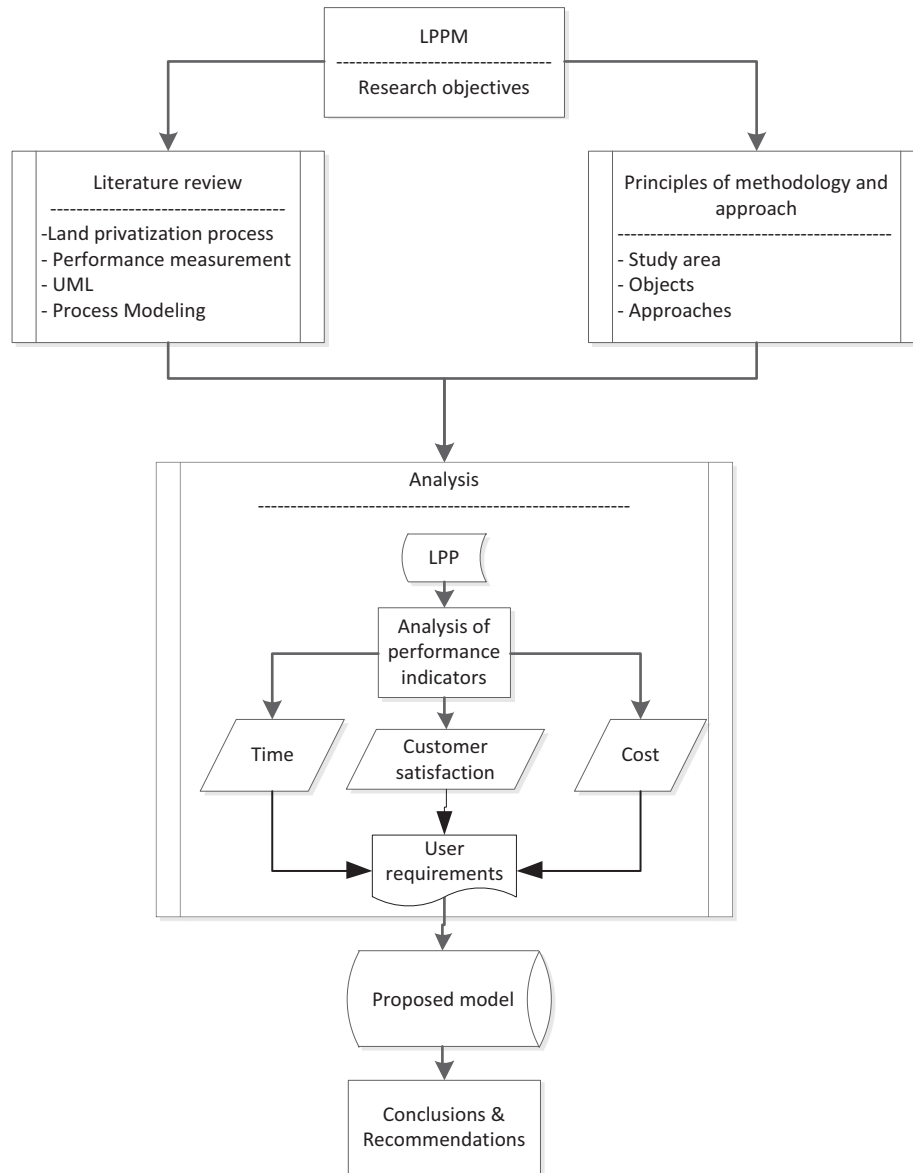 LPPM
Research objectives
Literature review
-Land privatization process
- Performance measurement
- UML
- Process Modeling
Principles of methodology and
approach
- Study area
- Objects
- Approaches
Analysis
LPP
Analysis of
performance
indicators
Time
Customer
satisfaction
Cost
User
requirements
Proposed model
Conclusions &
Recommendations